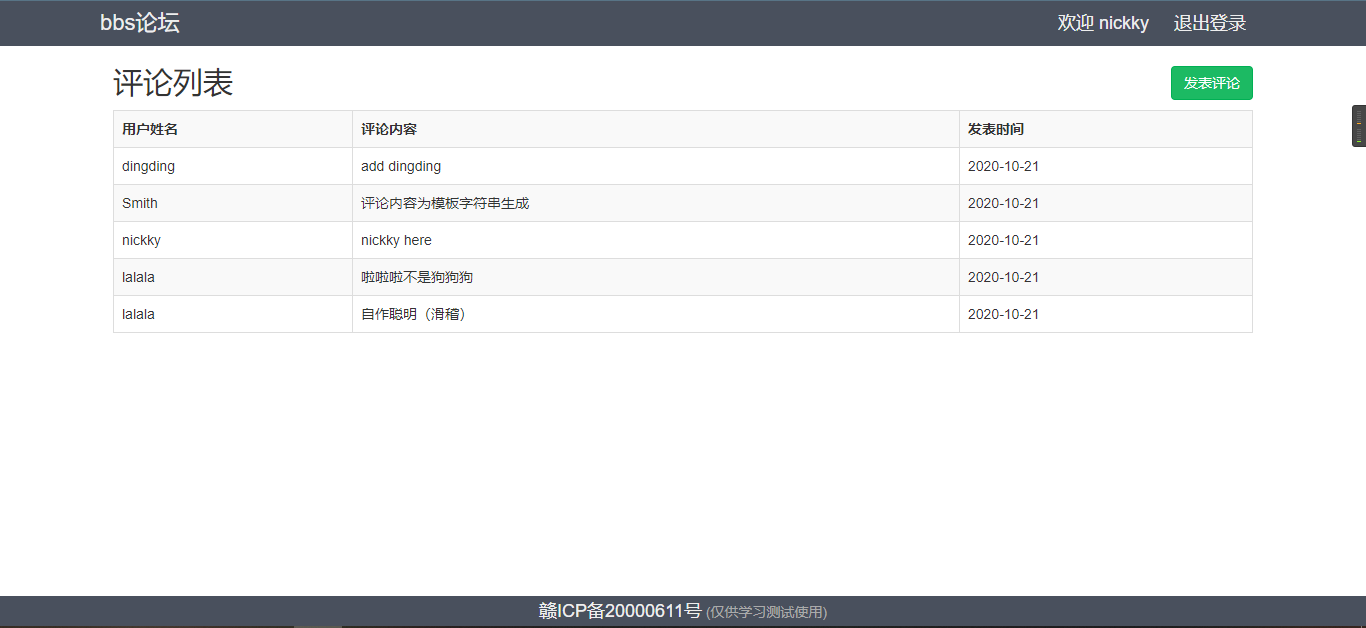 bbs论坛 欢迎 nickky 退出登录
评论列表 发表评论
用户姓名 评论内容 发表时间
dingding add dingding 2020-10-21
Smith 评论内容为模板字符串生成 2020-10-21
nickky nickky here 2020-10-21
lalala 啦啦啦不是狗狗狗 2020-10-21
lalala 自作聪明（滑稽） 2020-10-21
赣ICP备20000611号 (仅供学习测试使用)